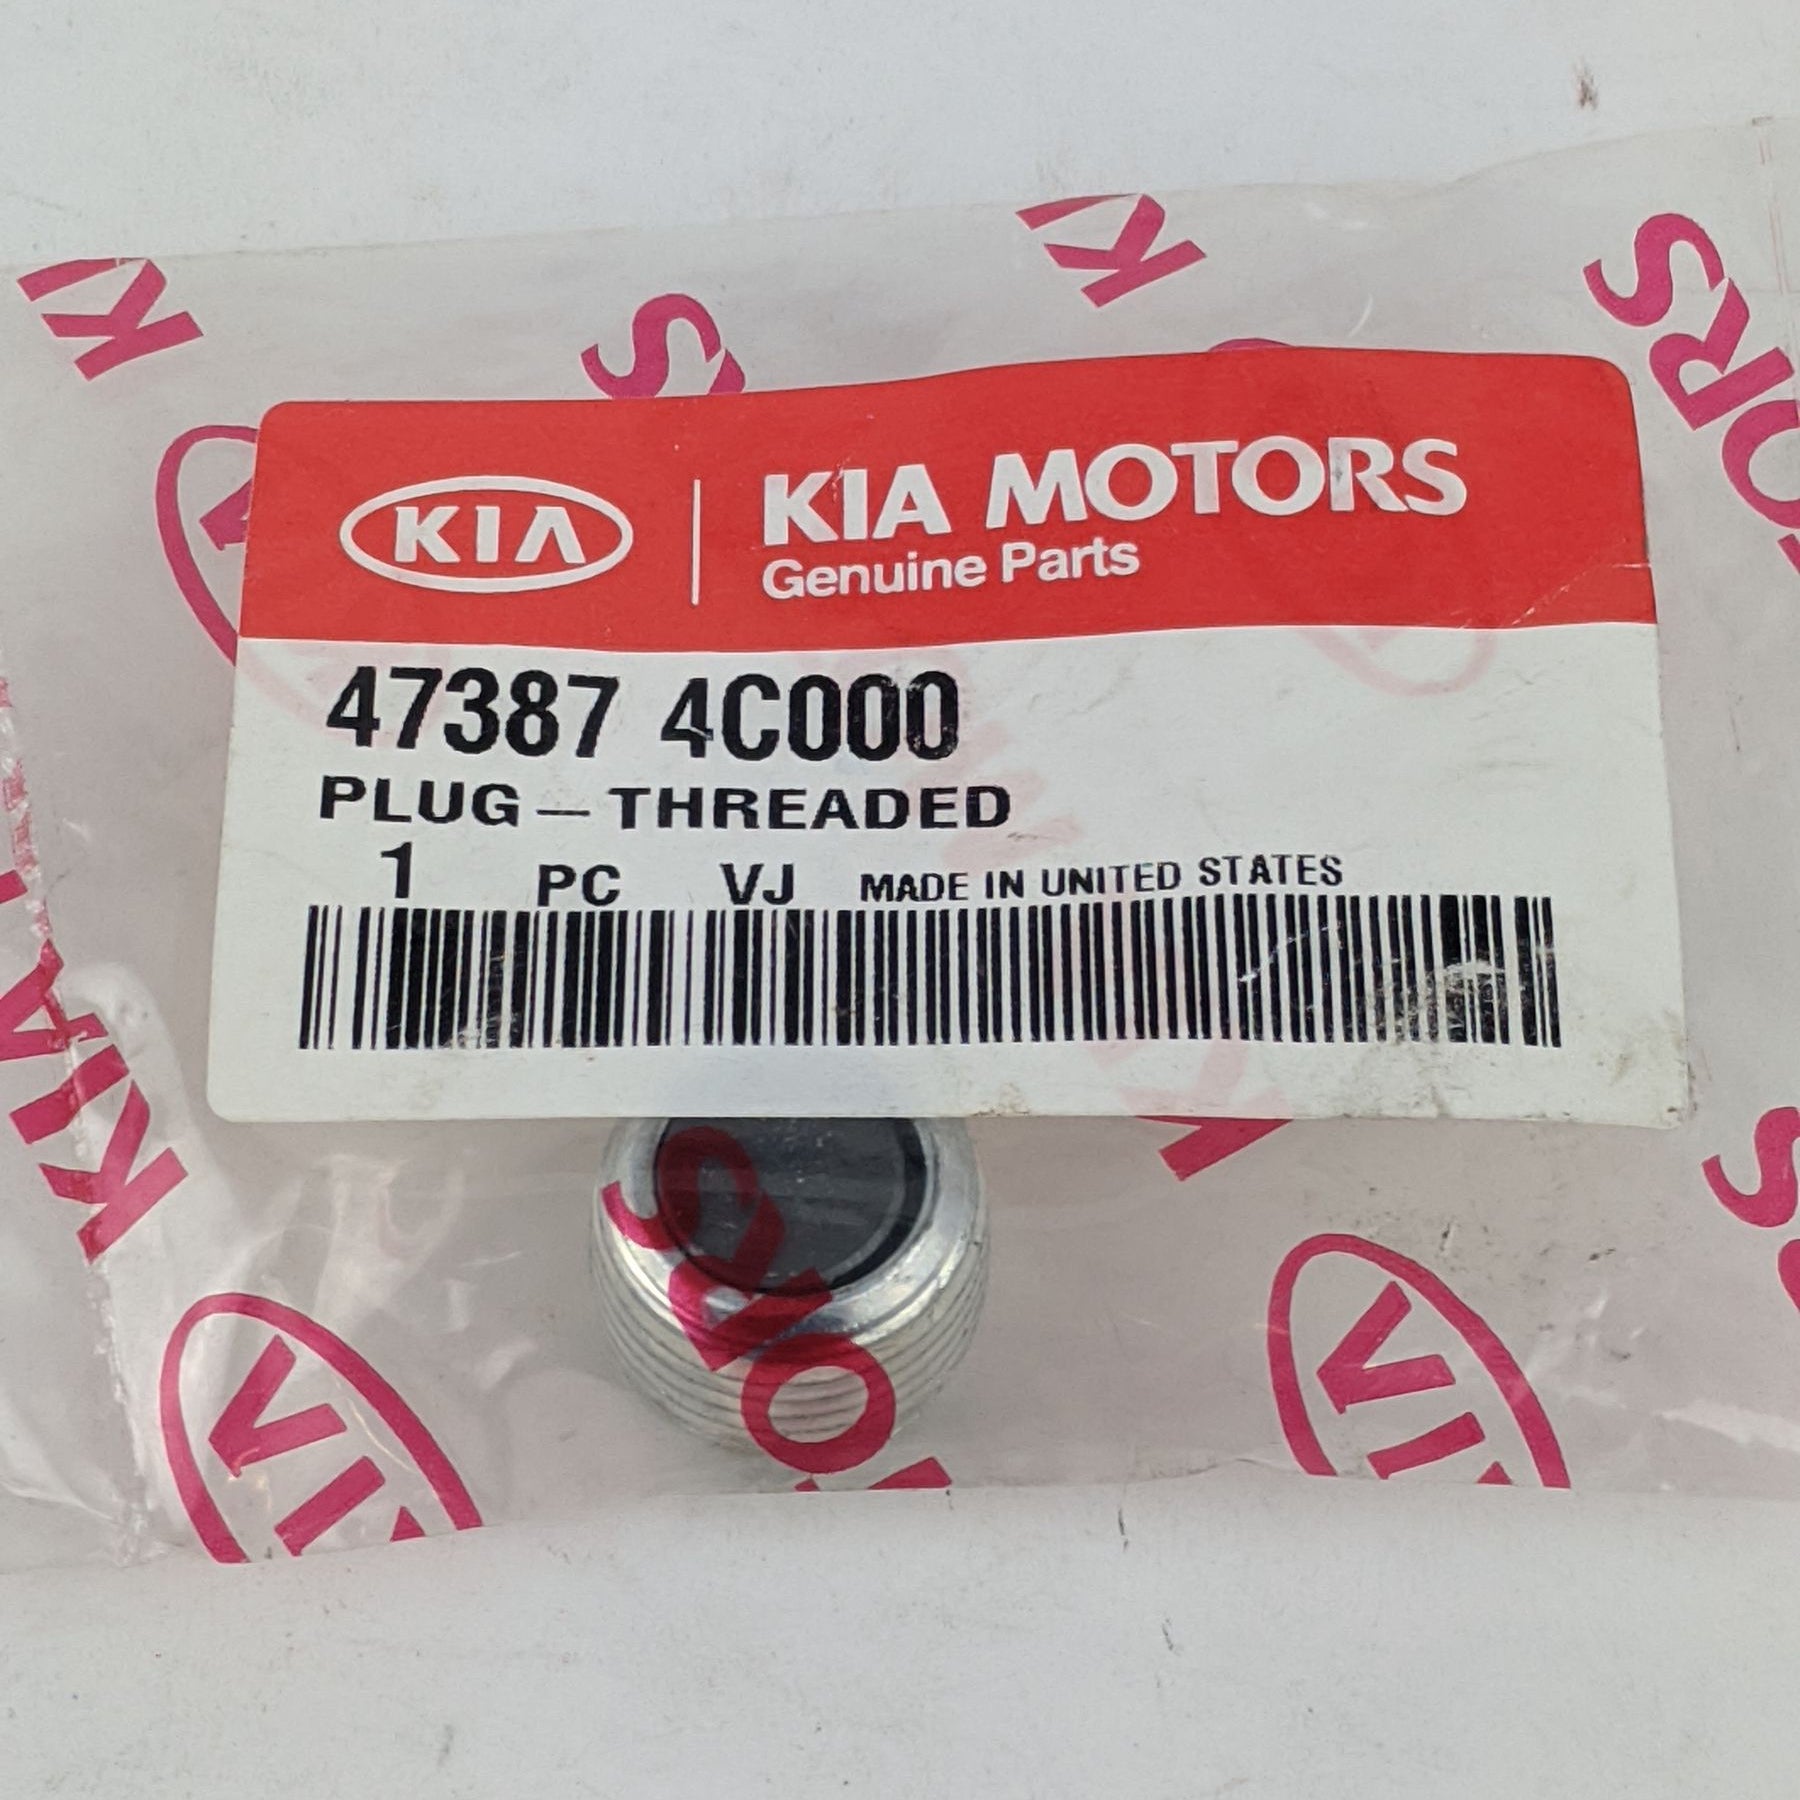 KIA
KIA MOTORS
Genuine Parts
47387 4C000
PLUG-THREADED
1 PC VJ MADE IN UNITED STATES